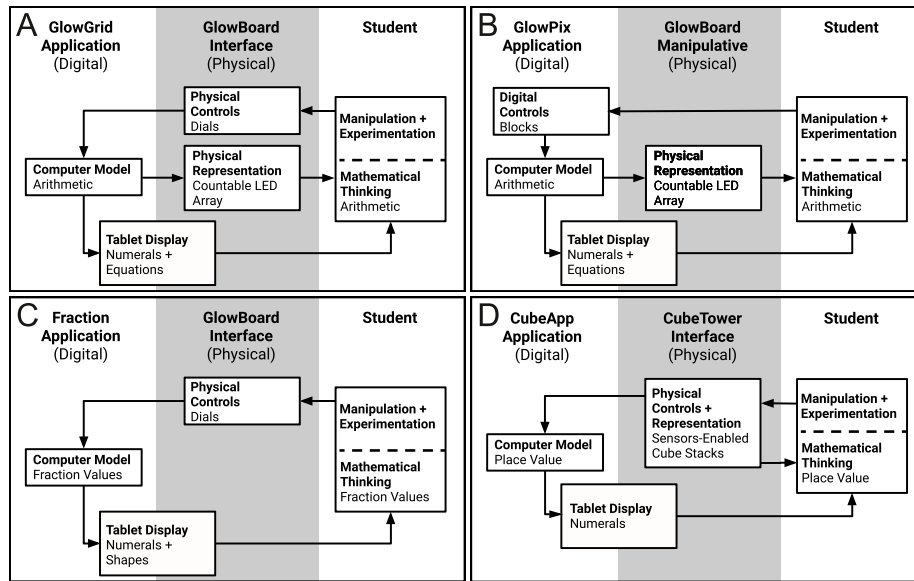 A
GlowGrid
Application
(Digital)
GlowBoard
Interface
(Physical)
Student
Physical
Controls
Dials
Manipulation +
Experimentation
Computer Model
Arithmetic
Physical
Representation
Countable LED
Array
Mathematical
Thinking
Arithmetic
Tablet Display
Numerals +
Equations
B
GlowPix
Application
(Digital)
GlowBoard
Manipulative
(Physical)
Student
Digital
Controls
Blocks
Manipulation +
Experimentation
Computer Model
Arithmetic
Physical
Representation
Countable LED
Array
Mathematical
Thinking
Arithmetic
Tablet Display
Numerals +
Equations
C
Fraction
Application
(Digital)
GlowBoard
Interface
(Physical)
Student
Physical
Controls
Dials
Manipulation +
Experimentation
Computer Model
Fraction Values
Mathematical
Thinking
Fraction Values
Tablet Display
Numerals +
Shapes
D
CubeApp
Application
(Digital)
CubeTower
Interface
(Physical)
Student
Physical
Controls +
Representation
Sensors-Enabled
Cube Stacks
Manipulation +
Experimentation
Computer Model
Place Value
Mathematical
Thinking
Place Value
Tablet Display
Numerals